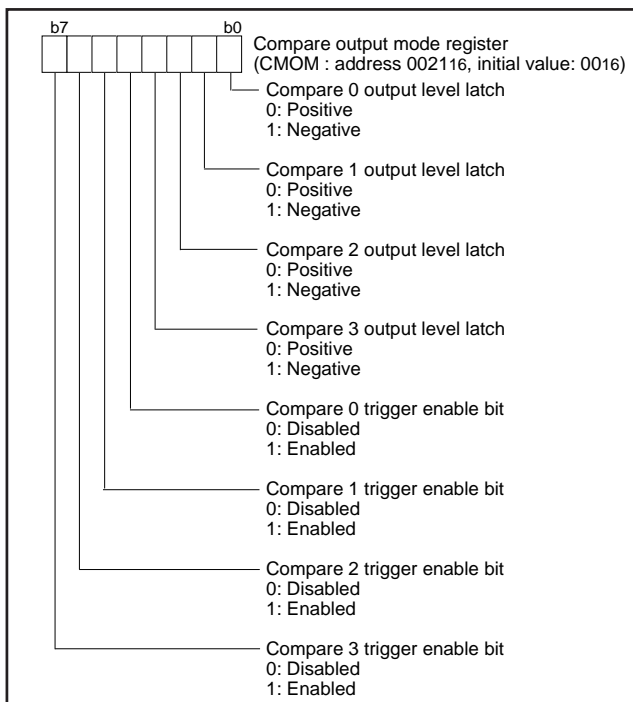 b7 b0
Compare output mode register
(CMOM : address 002116, initial value: 0016)
Compare 0 output level latch
0: Positive
1: Negative
Compare 1 output level latch
0: Positive
1: Negative
Compare 2 output level latch
0: Positive
1: Negative
Compare 3 output level latch
0: Positive
1: Negative
Compare 0 trigger enable bit
0: Disabled
1: Enabled
Compare 1 trigger enable bit
0: Disabled
1: Enabled
Compare 2 trigger enable bit
0: Disabled
1: Enabled
Compare 3 trigger enable bit
0: Disabled
1: Enabled